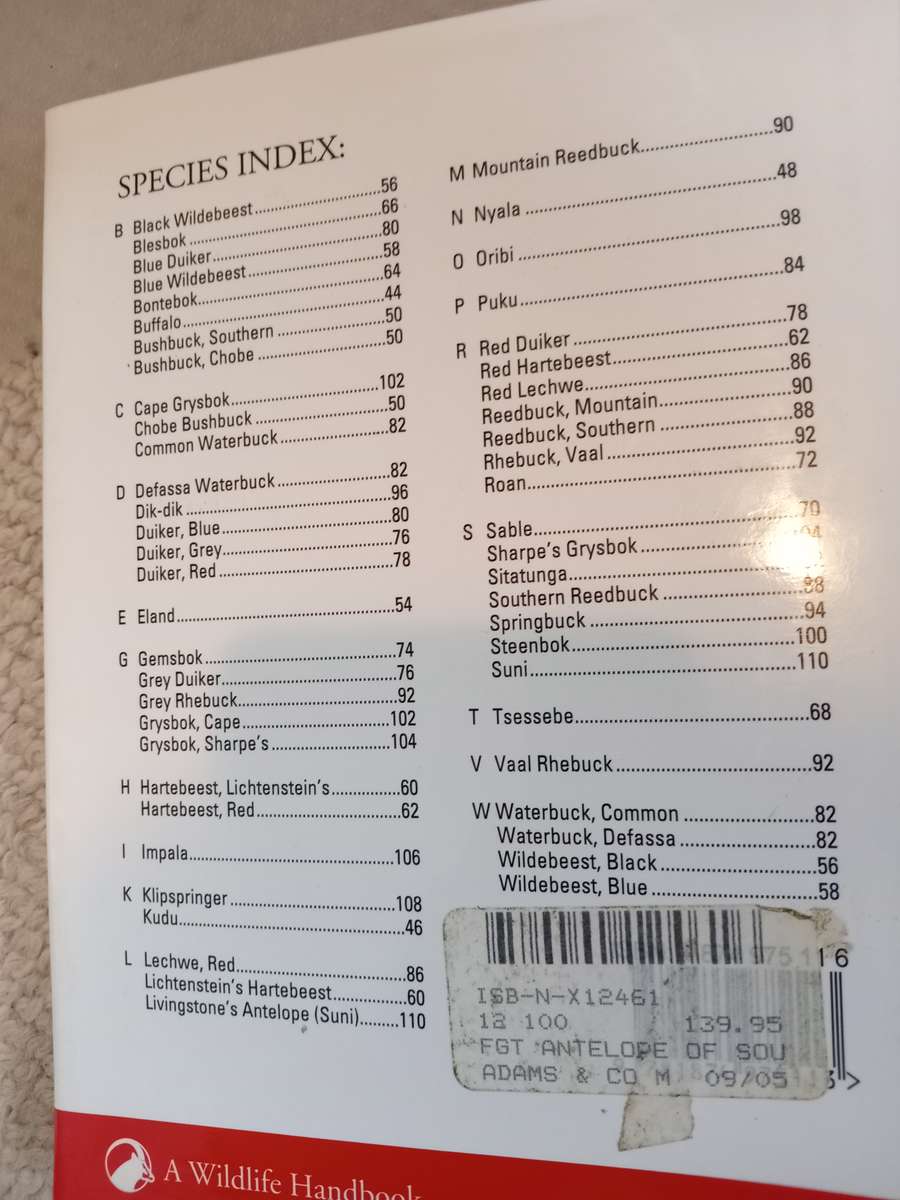 SPECIES INDEX:
B Black Wildebeest..............................56
Blesbok..............................66
Blue Duiker..............................80
Blue Wildebeest..............................58
Bontebok..............................64
Buffalo..............................44
Bushbuck, Southern..............................50
Bushbuck, Chobe..............................50
C Cape Grysbok..............................102
Chobe Bushbuck..............................50
Common Waterbuck..............................82
D Defassa Waterbuck..............................82
Dik-dik..............................96
Duiker, Blue..............................80
Duiker, Grey..............................76
Duiker, Red..............................78
E Eland..............................54
G Gemsbok..............................74
Grey Duiker..............................76
Grey Rhebuck..............................92
Grysbok, Cape..............................102
Grysbok, Sharpe's..............................104
H Hartebeest, Lichtenstein's..............................60
Hartebeest, Red..............................62
I Impala..............................106
K Klipspringer..............................108
Kudu..............................46
L Lechwe, Red..............................86
Lichtenstein's Hartebeest..............................60
Livingstone's Antelope (Suni)..............................110
M Mountain Reedbuck..............................90
N Nyala..............................48
O Oribi..............................98
P Puku..............................84
R Red Duiker..............................78
Red Hartebeest..............................62
Red Lechwe..............................86
Reedbuck, Mountain..............................90
Reedbuck, Southern..............................88
Rhebuck, Vaal..............................92
Roan..............................72
S Sable..............................70
Sharpe's Grysbok..............................104
Sitatunga..............................
Southern Reedbuck..............................88
Springbuck..............................94
Steenbok..............................100
Suni..............................110
T Tsessebe..............................68
V Vaal Rhebuck..............................92
W Waterbuck, Common..............................82
Waterbuck, Defassa..............................82
Wildebeest, Black..............................56
Wildebeest, Blue..............................58
ISB-N-X12461
12 100 139.95
FGT ANTELOPE OF SOU
ADAMS & CO M 09/05
A Wildlife Handbook